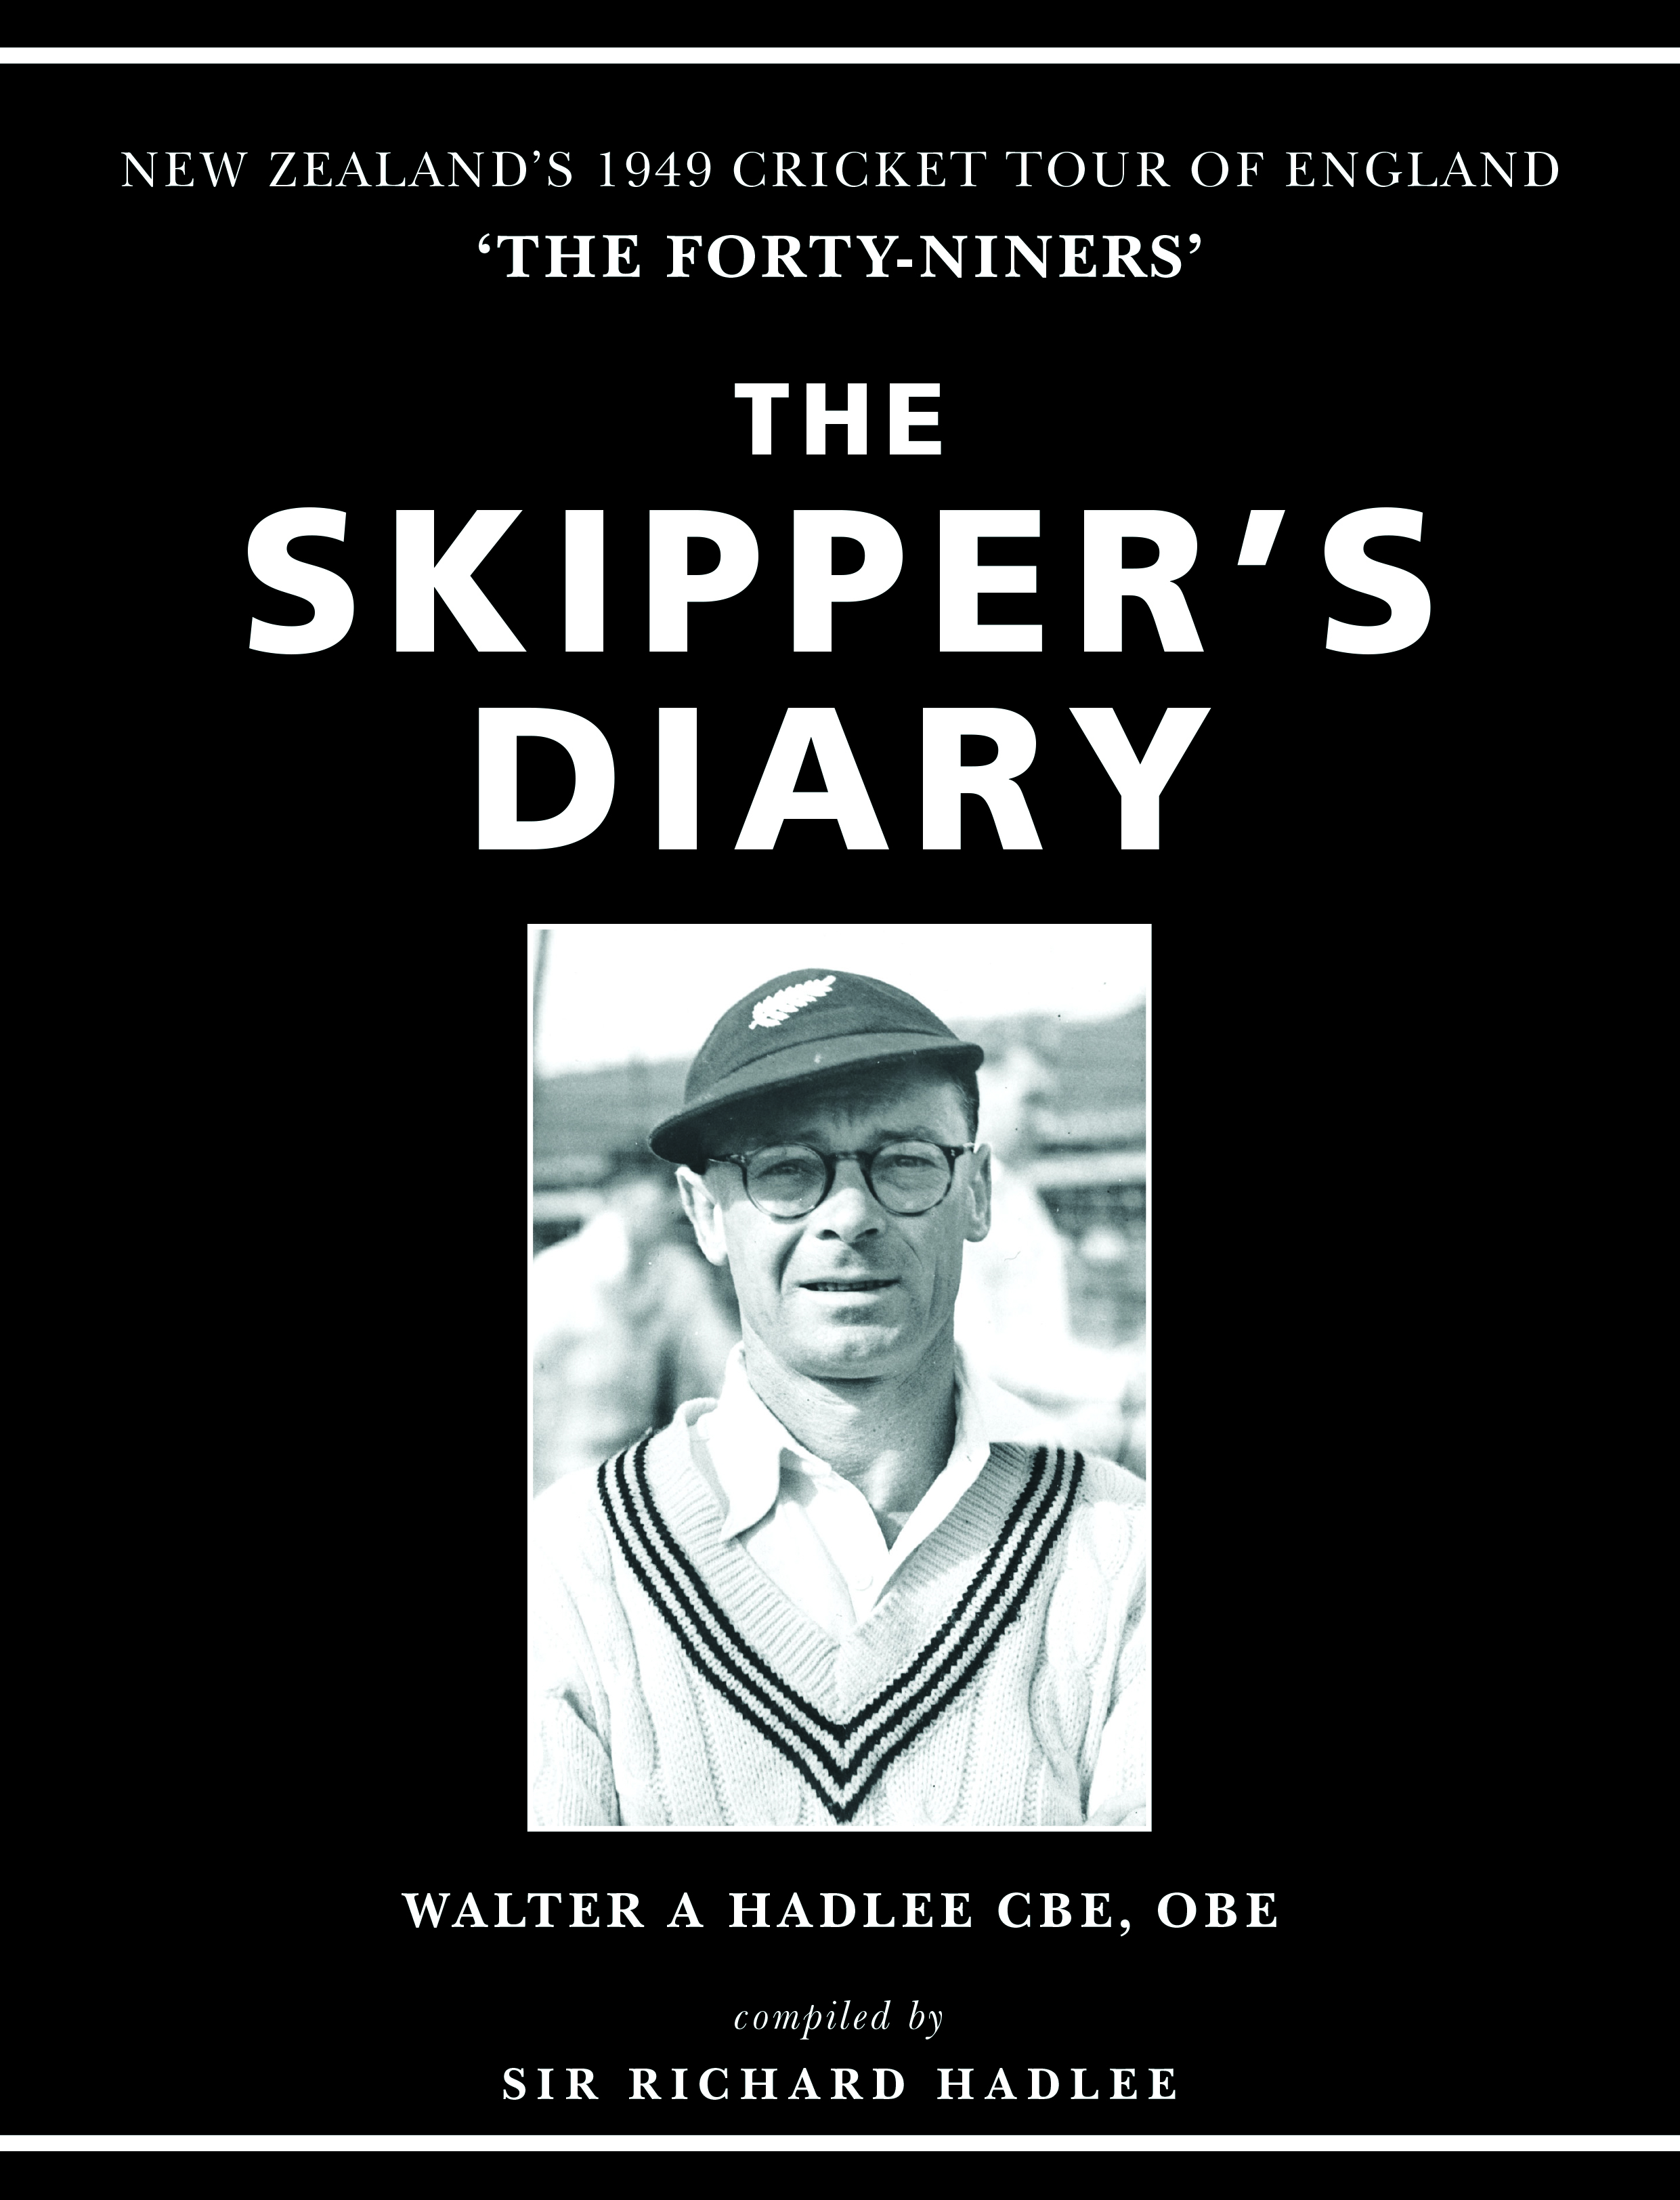 NEW ZEALAND’S 1949 CRICKET TOUR OF ENGLAND
‘THE FORTY-NINERS’
THE
SKIPPER’S
DIARY
WALTER A HADLEE CBE, OBE
compiled by
SIR RICHARD HADLEE